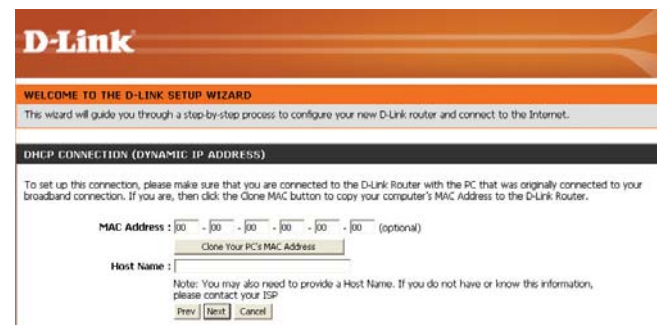 D-Link
WELCOME TO THE D-LINK SETUP WIZARD
This wizard will guide you through a step-by-step process to configure your new D-Link router and connect to the Internet.
DHCP CONNECTION (DYNAMIC IP ADDRESS)
To set up this connection, please make sure that you are connected to the D-Link Router with the PC that was originally connected to your
broadband connection. If you are, then click the Clone MAC button to copy your computer's MAC Address to the D-Link Router.
MAC Address : 00 - 00 - 00 - 00 - 00 - 00 (optional)
Clone Your PC's MAC Address
Host Name :
Note: You may also need to provide a Host Name. If you do not have or know this information,
please contact your ISP
Prev Next Cancel